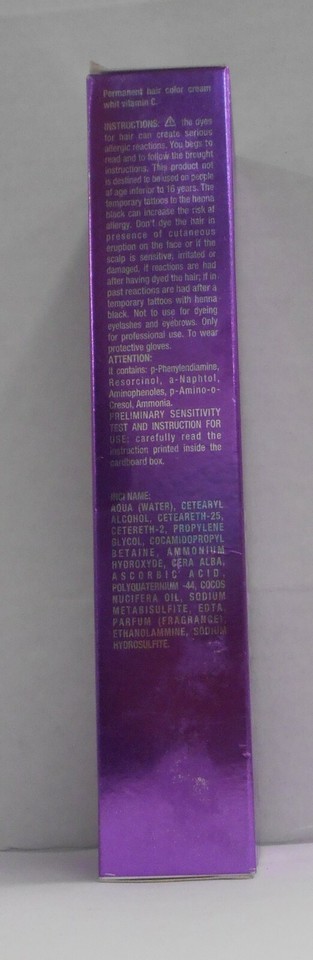 Permanent hair color cream
whit vitamin C.
INSTRUCTIONS: ⚠ the dyes
for hair can create serious
allergic reactions. You begs to
read and to follow the brought
instructions. This product not
is destined to be used on people
of age inferior to 16 years. The
temporary tattoos to the henna
black can increase the risk of
allergy. Don't dye the hair in
presence of cutaneous
eruption on the face or if the
scalp is sensitive, irritated or
damaged, if reactions are had
after having dyed the hair; if in
past reactions are had after a
temporary tattoos with henna
black. Not to use for dyeing
eyelashes and eyebrows. Only
for professional use. To wear
protective gloves.
ATTENTION:
It contains: p-Phenylendiamine,
Resorcinol, a-Naphtol,
Aminophenoles, p-Amino-o-
Cresol, Ammonia.
PRELIMINARY SENSITIVITY
TEST AND INSTRUCTION FOR
USE: carefully read the
instruction printed inside the
cardboard box.
INCI NAME:
AQUA (WATER), CETEARYL
ALCOHOL, CETEARETH-25,
CETERETH-2, PROPYLENE
GLYCOL, COCAMIDOPROPYL
BETAINE, AMMONIUM
HYDROXYDE, CERA ALBA,
ASCORBIC ACID,
POLYQUATERNIUM -44, COCOS
NUCIFERA OIL, SODIUM
METABISULFITE, EDTA,
PARFUM (FRAGRANCE),
ETHANOLAMMINE, SODIUM
HYDROSULFITE.